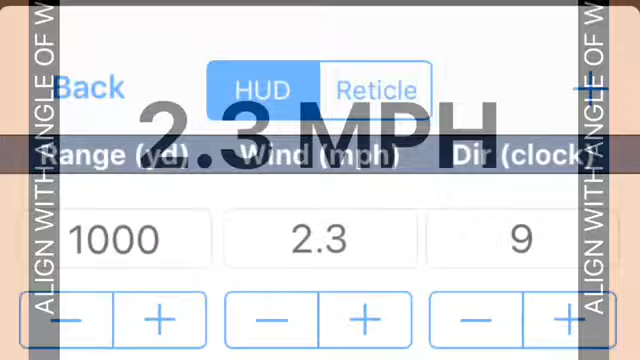 Back HUD Reticle +
2.3 MPH
Range (yd) Wind (mph) Dir (clock)
1000 2.3 9
— + — + — +
ALIGN WITH ANGLE OF W
ALIGN WITH ANGLE OF W